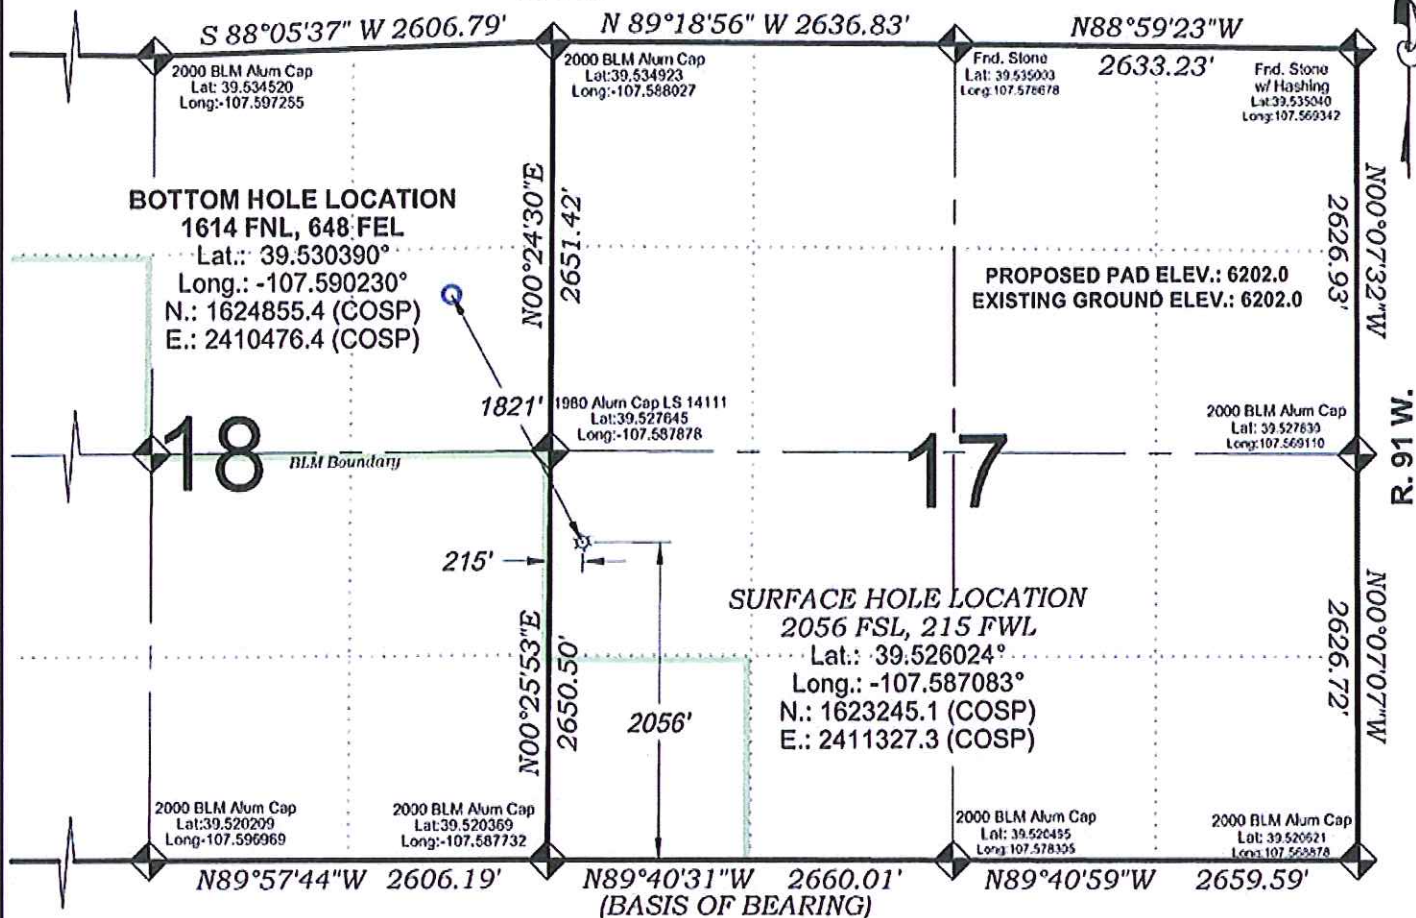 S 88°05'37" W 2606.79'
N 89°18'56" W 2636.83'
N88°59'23"W
2633.23'
2000 BLM Alum Cap
Lat: 39.534520
Long:-107.597255
2000 BLM Alum Cap
Lat:39.534923
Long:-107.588027
Fnd. Stone
Lat: 39.535003
Long:107.578678
Fnd. Stone
w/ Hashing
Lat:39.535040
Long:107.569342
BOTTOM HOLE LOCATION
1614 FNL, 648 FEL
Lat.: 39.530390°
Long.: -107.590230°
N.: 1624855.4 (COSP)
E.: 2410476.4 (COSP)
N00°24'30"E
2651.42'
PROPOSED PAD ELEV.: 6202.0
EXISTING GROUND ELEV.: 6202.0
N00°07'32"W
2626.93'
1821'
1980 Alum Cap LS 14111
Lat:39.527645
Long:-107.587878
2000 BLM Alum Cap
Lat: 39.527830
Long:107.569110
R. 91 W.
18
BLM Boundary
17
215'
SURFACE HOLE LOCATION
2056 FSL, 215 FWL
Lat.: 39.526024°
Long.: -107.587083°
N.: 1623245.1 (COSP)
E.: 2411327.3 (COSP)
N00°25'53"E
2650.50'
2056'
N00°07'07"W
2626.72'
2000 BLM Alum Cap
Lat:39.520209
Long-107.596969
2000 BLM Alum Cap
Lat:39.520369
Long:-107.587732
2000 BLM Alum Cap
Lat: 39.520495
Long:107.578305
2000 BLM Alum Cap
Lat: 39.520621
Long:107.568878
N89°57'44"W 2606.19'
N89°40'31"W 2660.01'
(BASIS OF BEARING)
N89°40'59"W 2659.59'